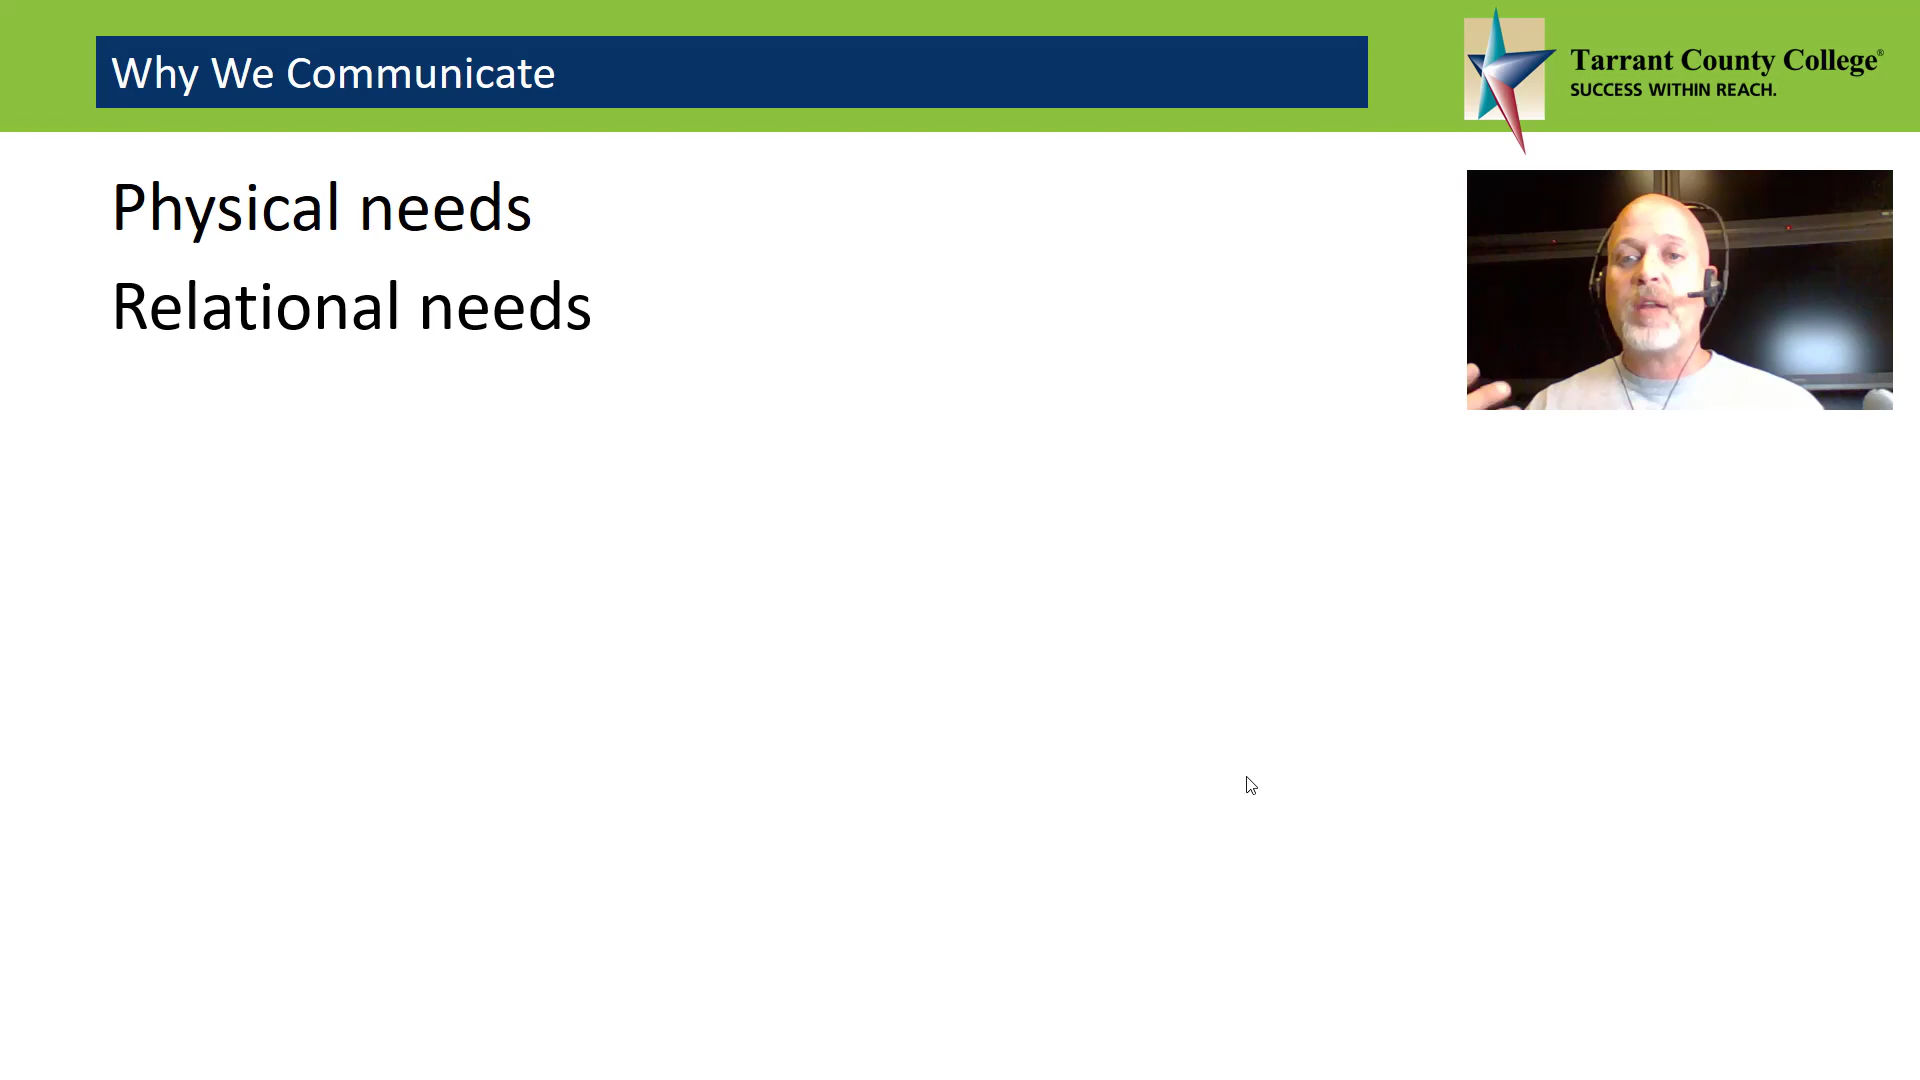 Why We Communicate
Tarrant County College®
SUCCESS WITHIN REACH.
Physical needs
Relational needs